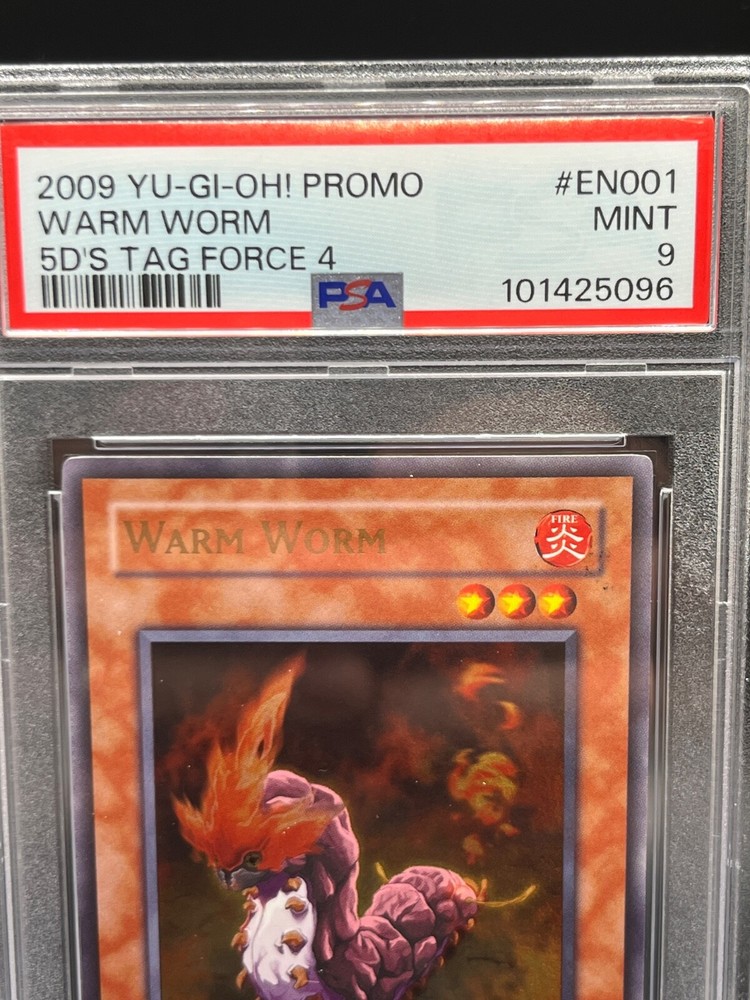 2009 YU-GI-OH! PROMO #EN001
WARM WORM MINT
5D'S TAG FORCE 4 9
PSA 101425096
WARM WORM
FIRE
炎